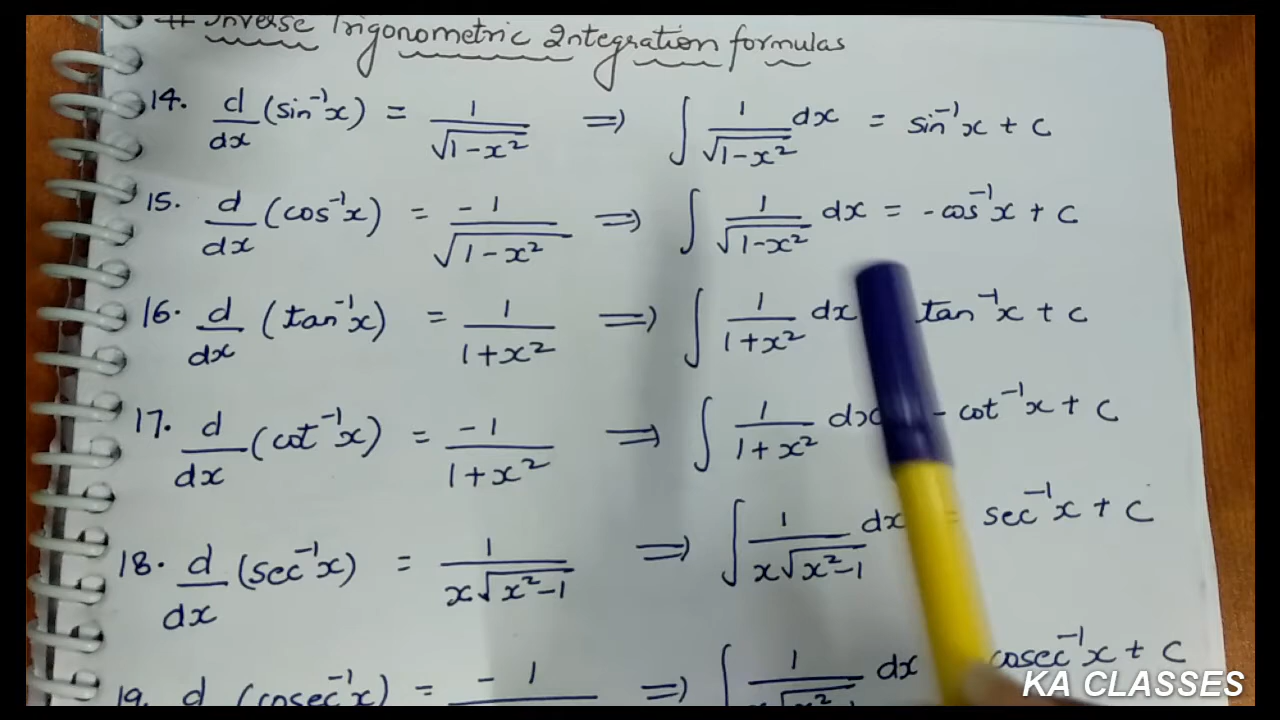 # Inverse Trigonometric Integration formulas
14. d/dx (sin⁻¹x) = 1/√(1-x²) ⇒ ∫ 1/√(1-x²) dx = sin⁻¹x + c
15. d/dx (cos⁻¹x) = -1/√(1-x²) ⇒ ∫ 1/√(1-x²) dx = -cos⁻¹x + c
16. d/dx (tan⁻¹x) = 1/(1+x²) ⇒ ∫ 1/(1+x²) dx tan⁻¹x + c
17. d/dx (cot⁻¹x) = -1/(1+x²) ⇒ ∫ 1/(1+x²) dx - cot⁻¹x + c
18. d/dx (sec⁻¹x) = 1/(x√(x²-1)) ⇒ ∫ 1/(x√(x²-1)) dx = sec⁻¹x + c
19. d (cosec⁻¹x) = -1 ⇒ ∫ 1/(x√(x²-1)) dx cosec⁻¹x + c
KA CLASSES